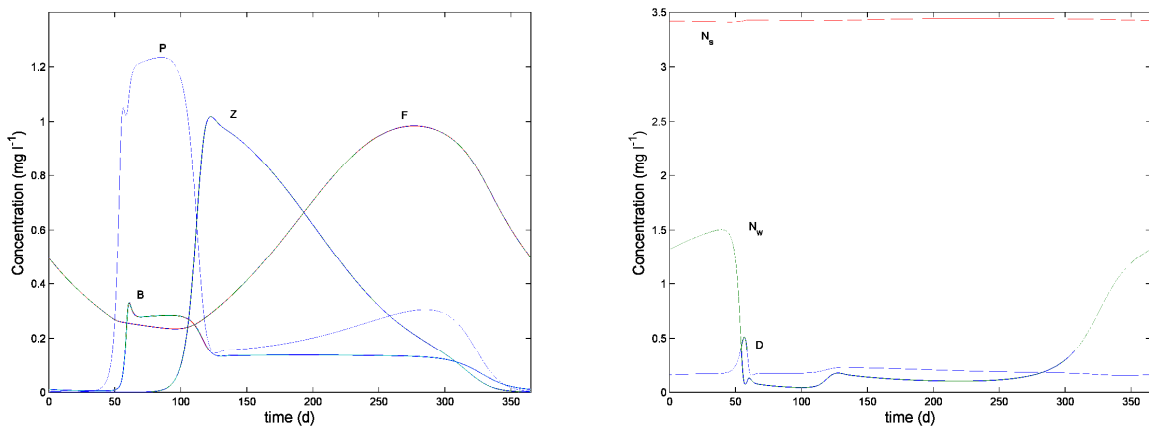 P
Z
F
B
Concentration (mg l⁻¹)
1.2
1
0.8
0.6
0.4
0.2
0
0 50 100 150 200 250 300 350
time (d)
Nₛ
N_w
D
Concentration (mg l⁻¹)
3.5
3
2.5
2
1.5
1
0.5
0
0 50 100 150 200 250 300 350
time (d)